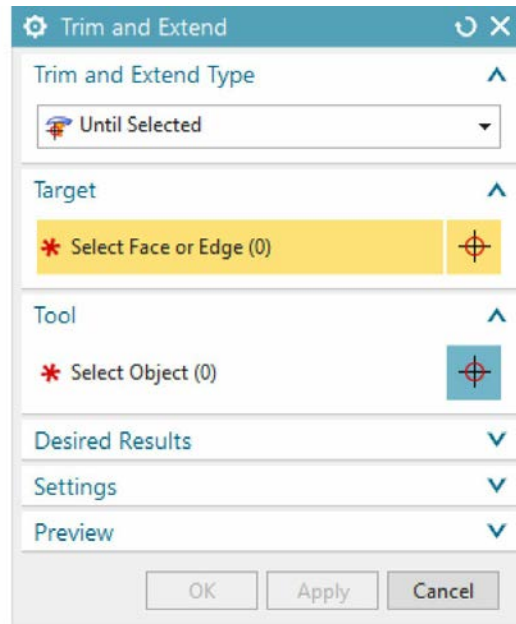 Trim and Extend
Trim and Extend Type
Until Selected
Target
* Select Face or Edge (0)
Tool
* Select Object (0)
Desired Results
Settings
Preview
OK Apply Cancel